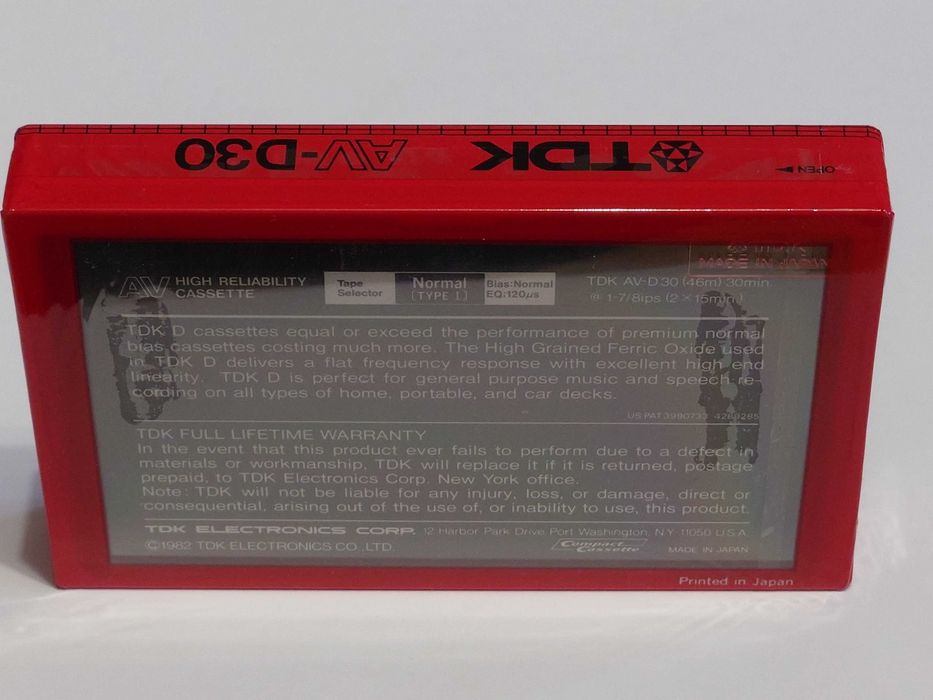 OPEN
TDK AV-D30
MADE IN JAPAN
AV HIGH RELIABILITY
CASSETTE
Tape
Selector
Normal
[TYPE I]
Bias:Normal
EQ:120µs
TDK AV-D30 (46m) 30min.
@ 1-7/8ips (2×15min.)
TDK D cassettes equal or exceed the performance of premium normal
bias cassettes costing much more. The High Grained Ferric Oxide used
in TDK D delivers a flat frequency response with excellent high end
linearity. TDK D is perfect for general purpose music and speech re-
cording on all types of home, portable, and car decks.
US PAT 3990733 4289285
TDK FULL LIFETIME WARRANTY
In the event that this product ever fails to perform due to a defect in
materials or workmanship, TDK will replace it if it is returned, postage
prepaid, to TDK Electronics Corp. New York office.
Note: TDK will not be liable for any injury, loss, or damage, direct or
consequential, arising out of the use of, or inability to use, this product.
TDK ELECTRONICS CORP. 12 Harbor Park Drive, Port Washington, N.Y. 11050 U.S.A.
©1982 TDK ELECTRONICS CO., LTD.
Compact
Cassette
MADE IN JAPAN
Printed in Japan